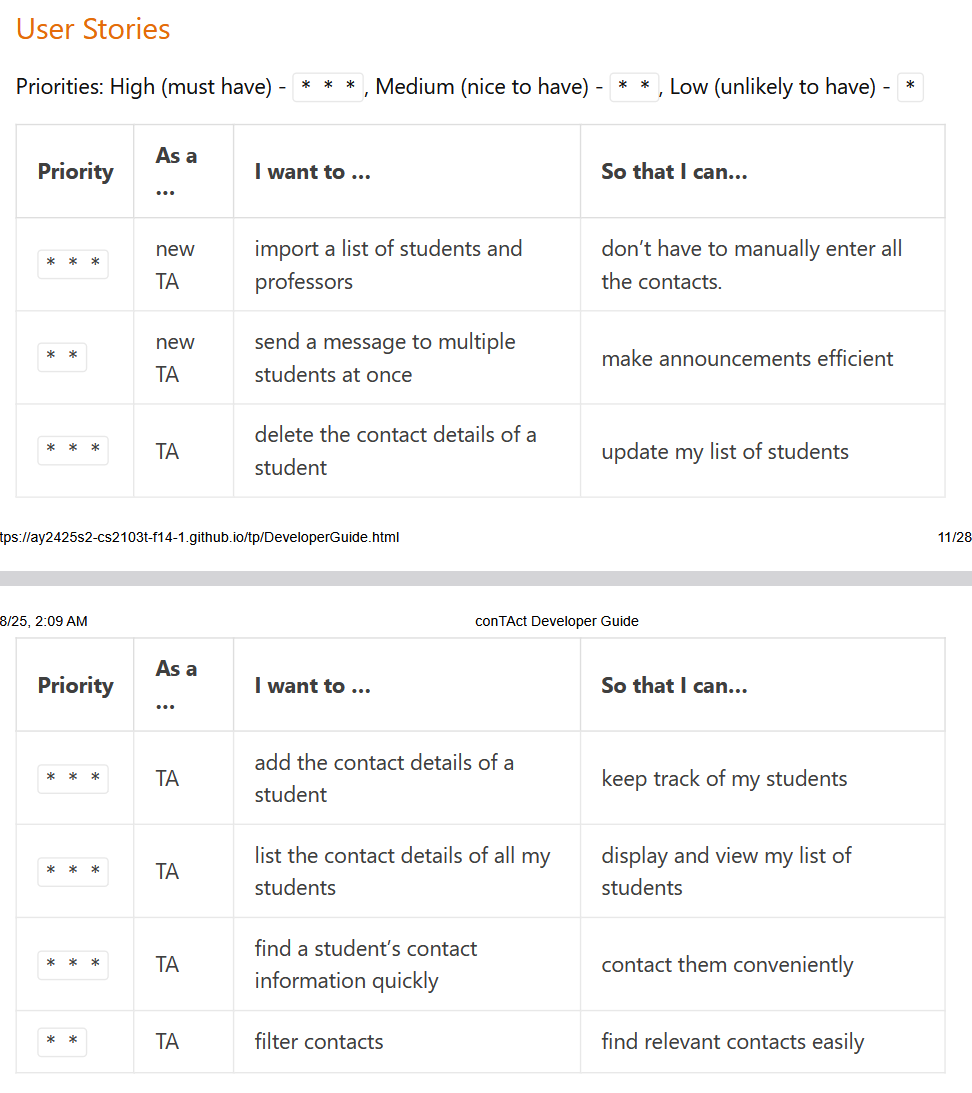 User Stories
Priorities: High (must have) - * * *, Medium (nice to have) - * *, Low (unlikely to have) - *
Priority As a … I want to … So that I can…
* * * new TA import a list of students and professors don’t have to manually enter all the contacts.
* * new TA send a message to multiple students at once make announcements efficient
* * * TA delete the contact details of a student update my list of students
tps://ay2425s2-cs2103t-f14-1.github.io/tp/DeveloperGuide.html 11/28
8/25, 2:09 AM conTAct Developer Guide
Priority As a … I want to … So that I can…
* * * TA add the contact details of a student keep track of my students
* * * TA list the contact details of all my students display and view my list of students
* * * TA find a student’s contact information quickly contact them conveniently
* * TA filter contacts find relevant contacts easily